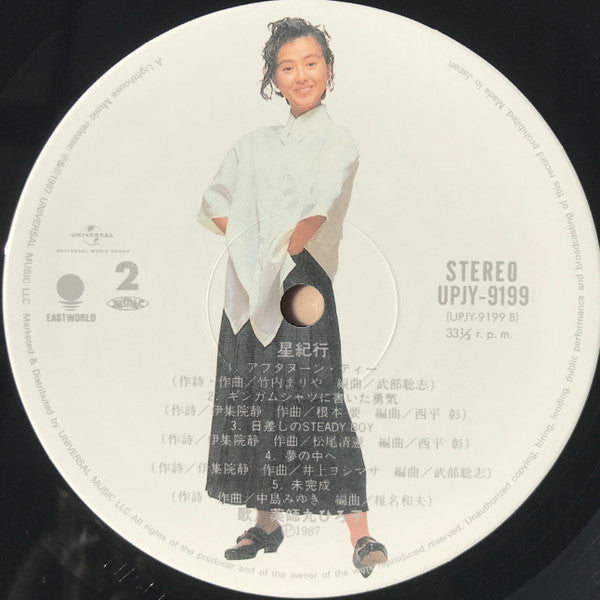 A Lighthouse Music release; ℗&©1987 UNIVERSAL MUSIC LLC Marketed & Distributed by UNIVERSAL MUSIC LLC All rights of the producer and of the owner of the work reproduced reserved. Unauthorized copying, hiring, lending, public performance and broadcasting of this record prohibited. Made in Japan
UNIVERSAL
UNIVERSAL MUSIC GROUP
EASTWORLD
2
STEREO
UPJY-9199
(UPJY-9199 B)
33⅓ r. p. m.
星紀行
1. アフタヌーン・ティー
(作詩・作曲/竹内まりや 編曲/武部聡志)
2. ギンガムシャツに書いた勇気
(作詩/伊集院静 作曲/根本 要 編曲/西平 彰)
3. 日差しのSTEADY BOY
(作詩/伊集院静 作曲/松尾清憲 編曲/西平 彰)
4. 夢の中へ
(作詩/伊集院静 作曲/井上ヨシマサ 編曲/武部聡志)
5. 未完成
(作詩・作曲/中島みゆき 編曲/椎名和夫)
歌/薬師丸ひろ子
℗1987